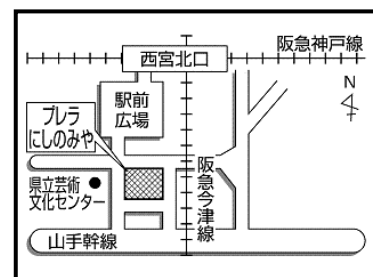 阪急神戸線
西宮北口
N
駅前
広場
プレラ
にしのみや
阪急今津線
県立芸術
文化センター
山手幹線